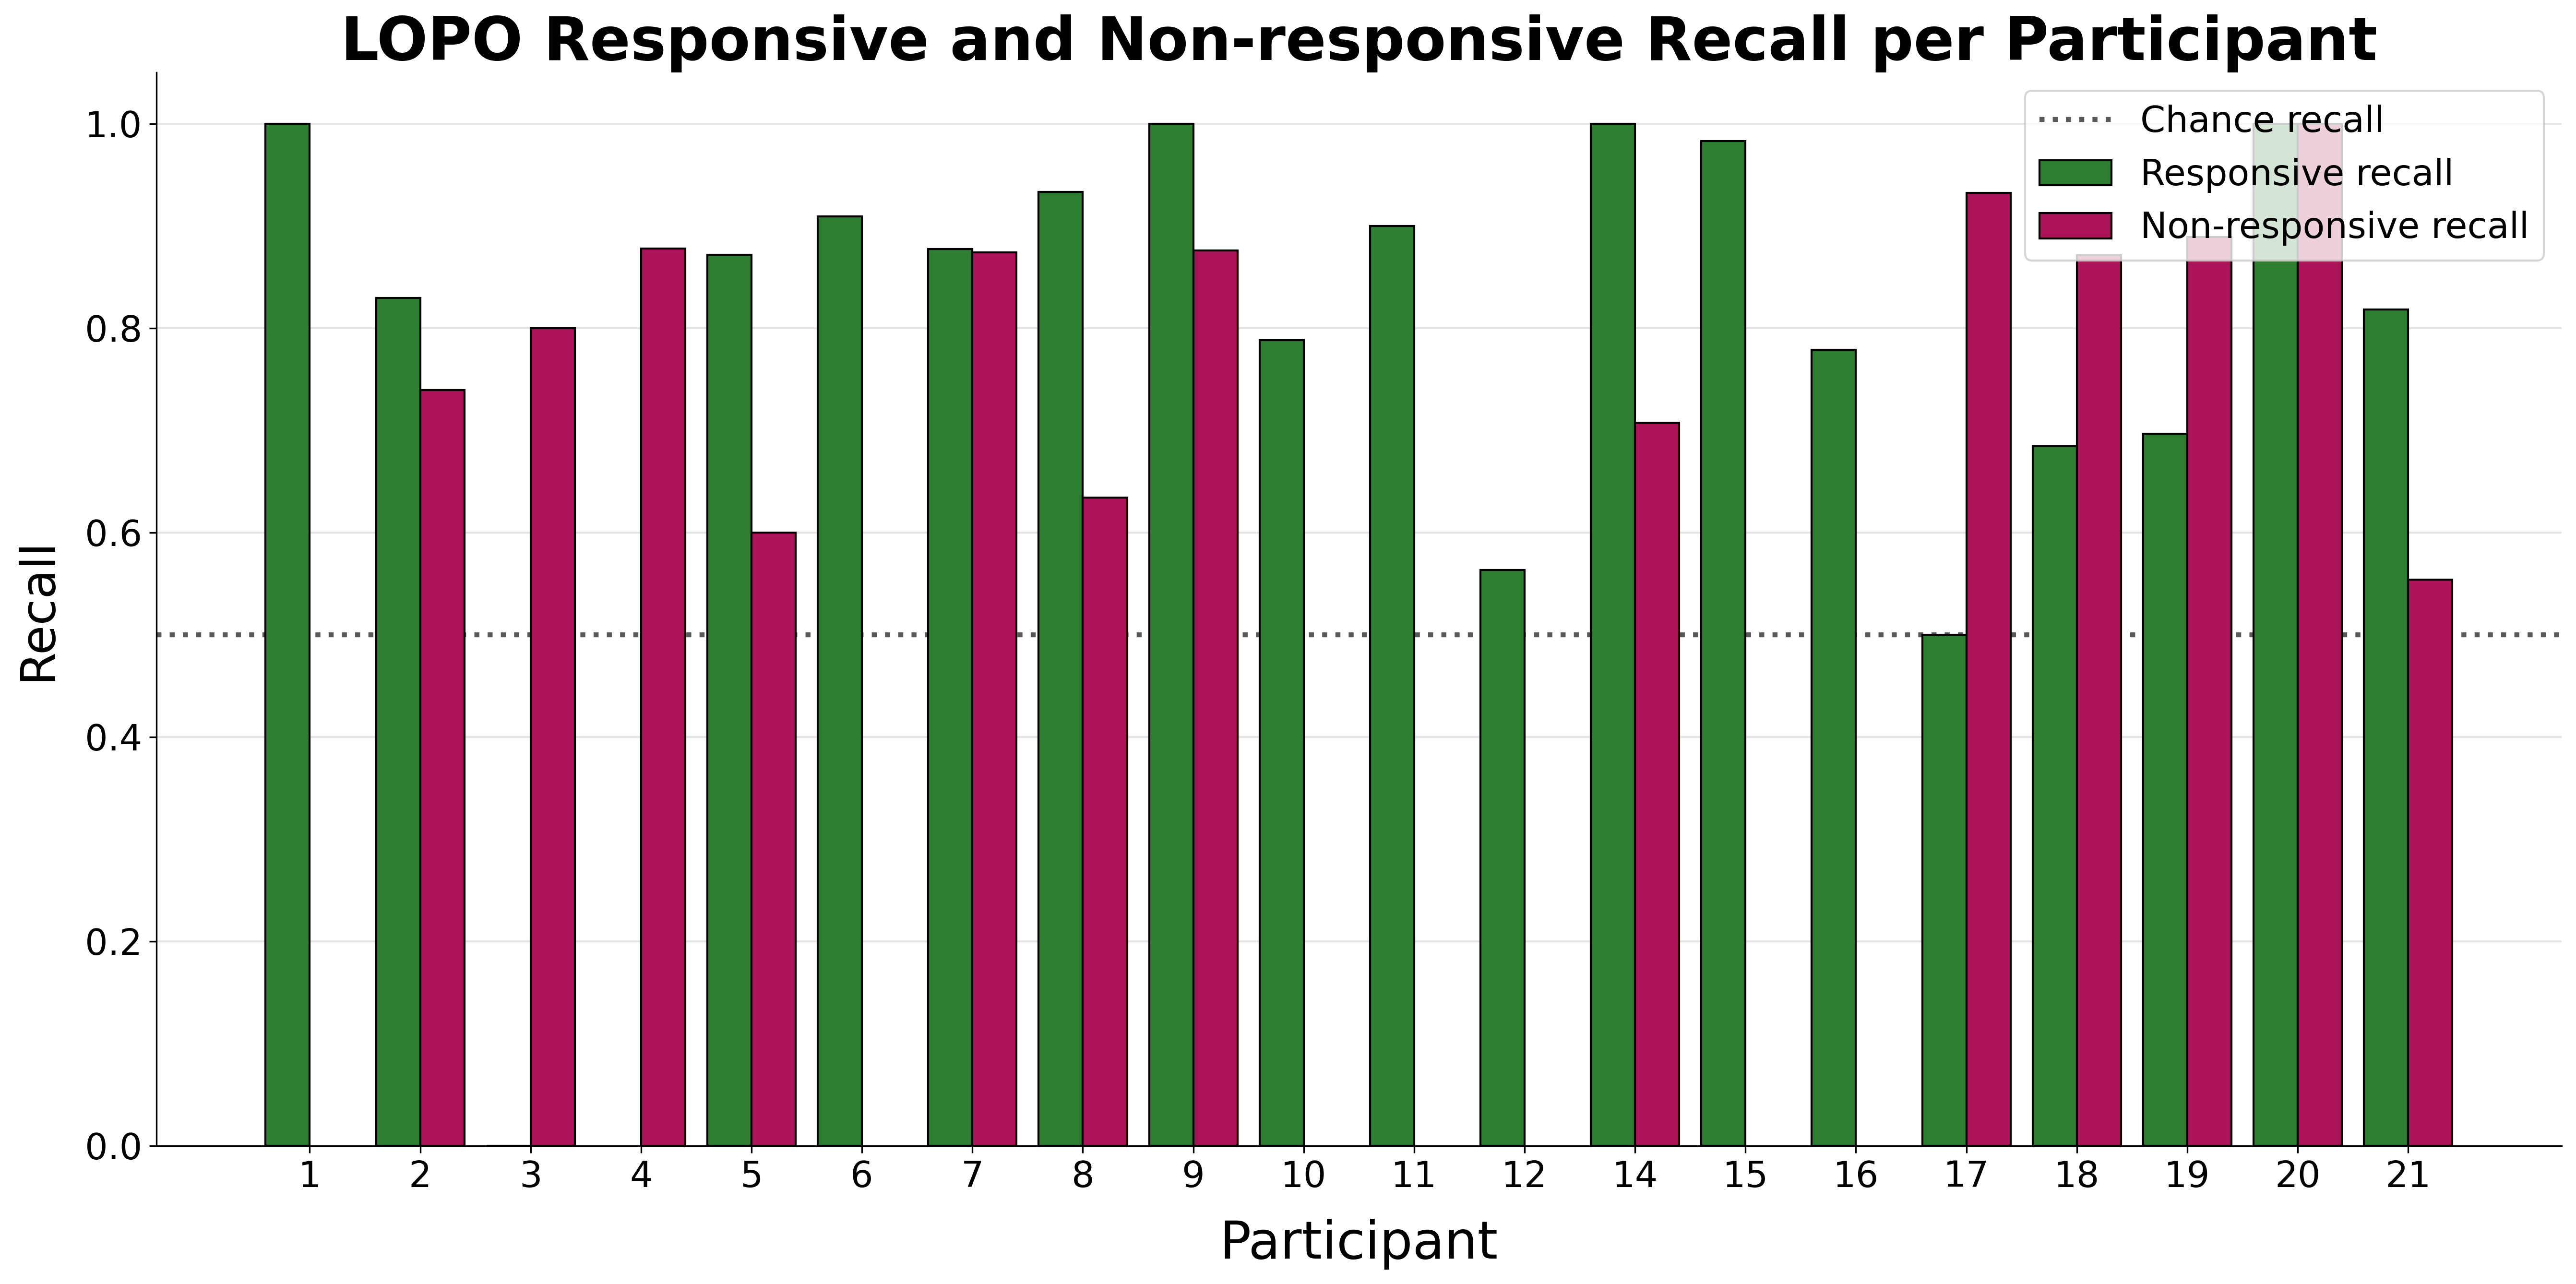 LOPO Responsive and Non-responsive Recall per Participant
Chance recall
Responsive recall
Non-responsive recall
1.0
0.8
0.6
0.4
0.2
0.0
Recall
1 2 3 4 5 6 7 8 9 10 11 12 14 15 16 17 18 19 20 21
Participant